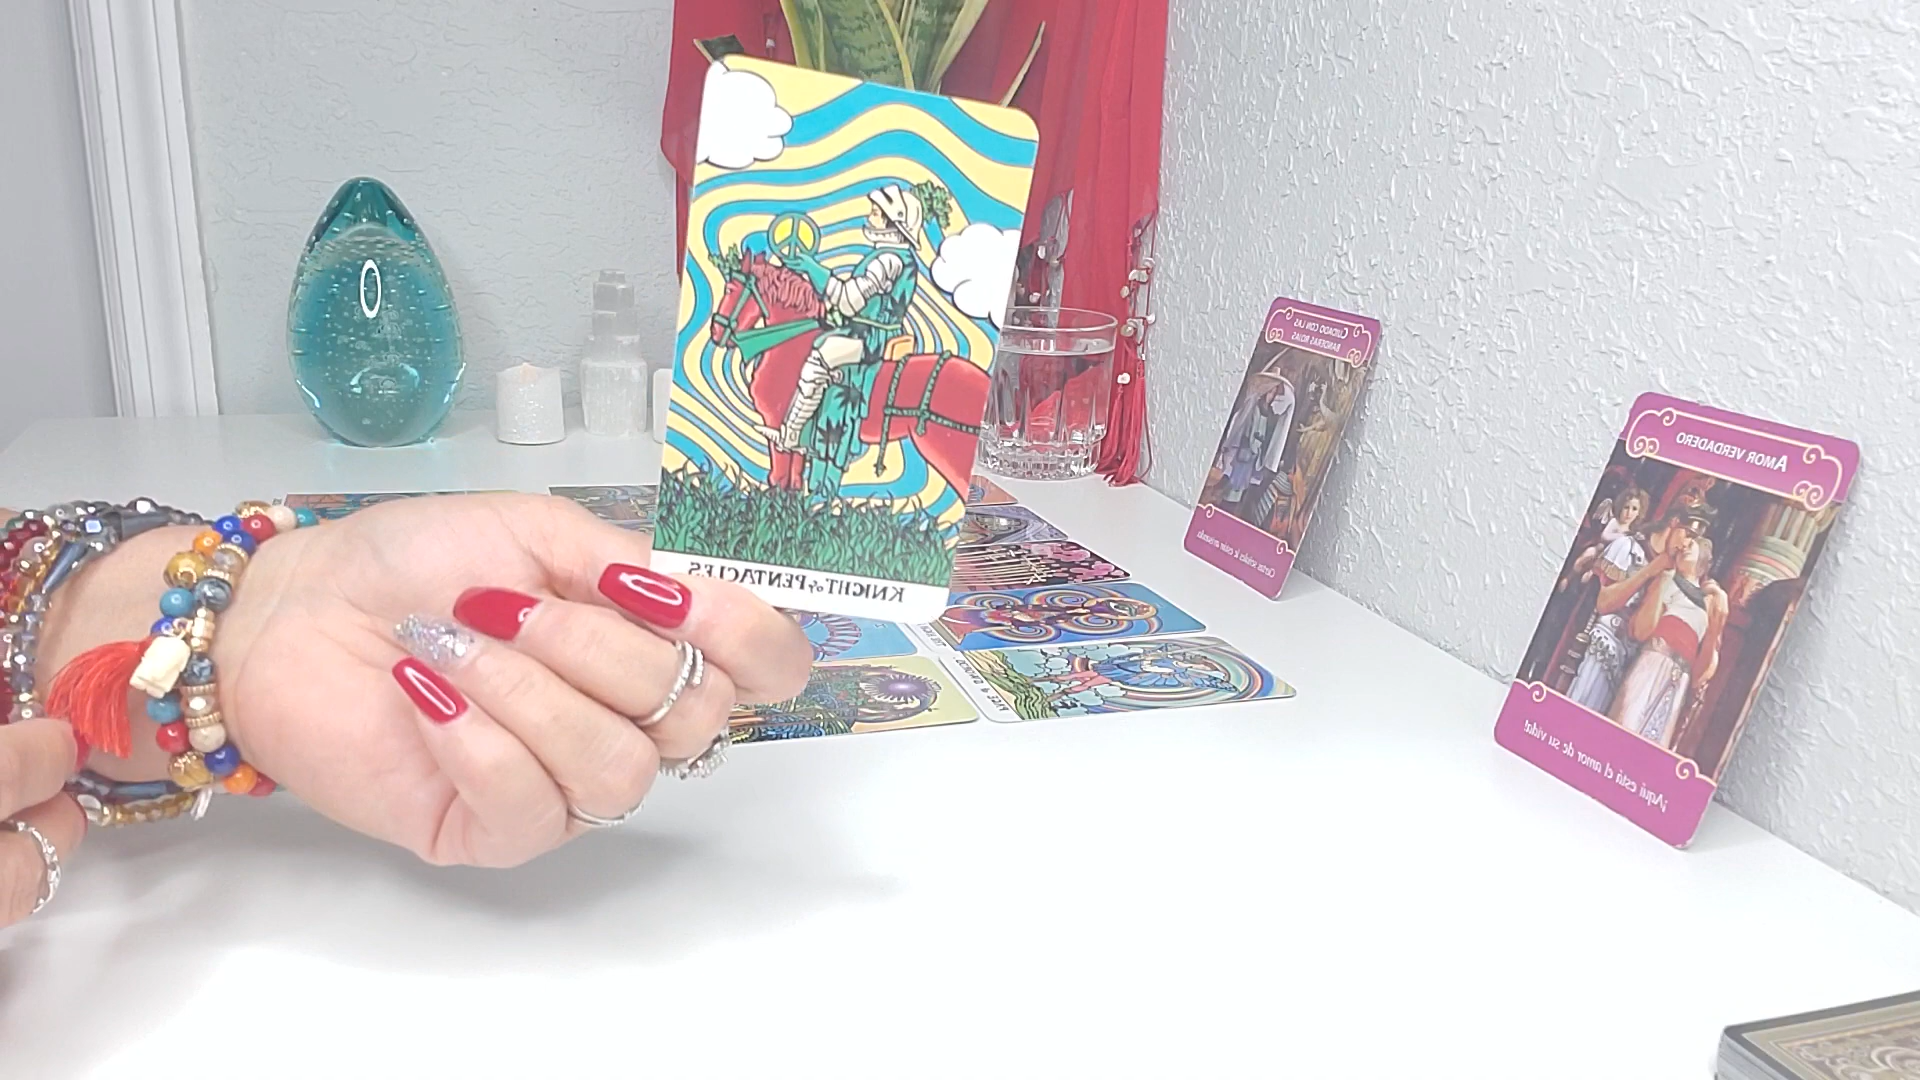 KNIGHT of PENTACLES
CUIDADO CON LAS
BANDERAS ROJAS
AMOR VERDADERO
¡Aquí está el amor de su vida!
PAGE of SWORDS